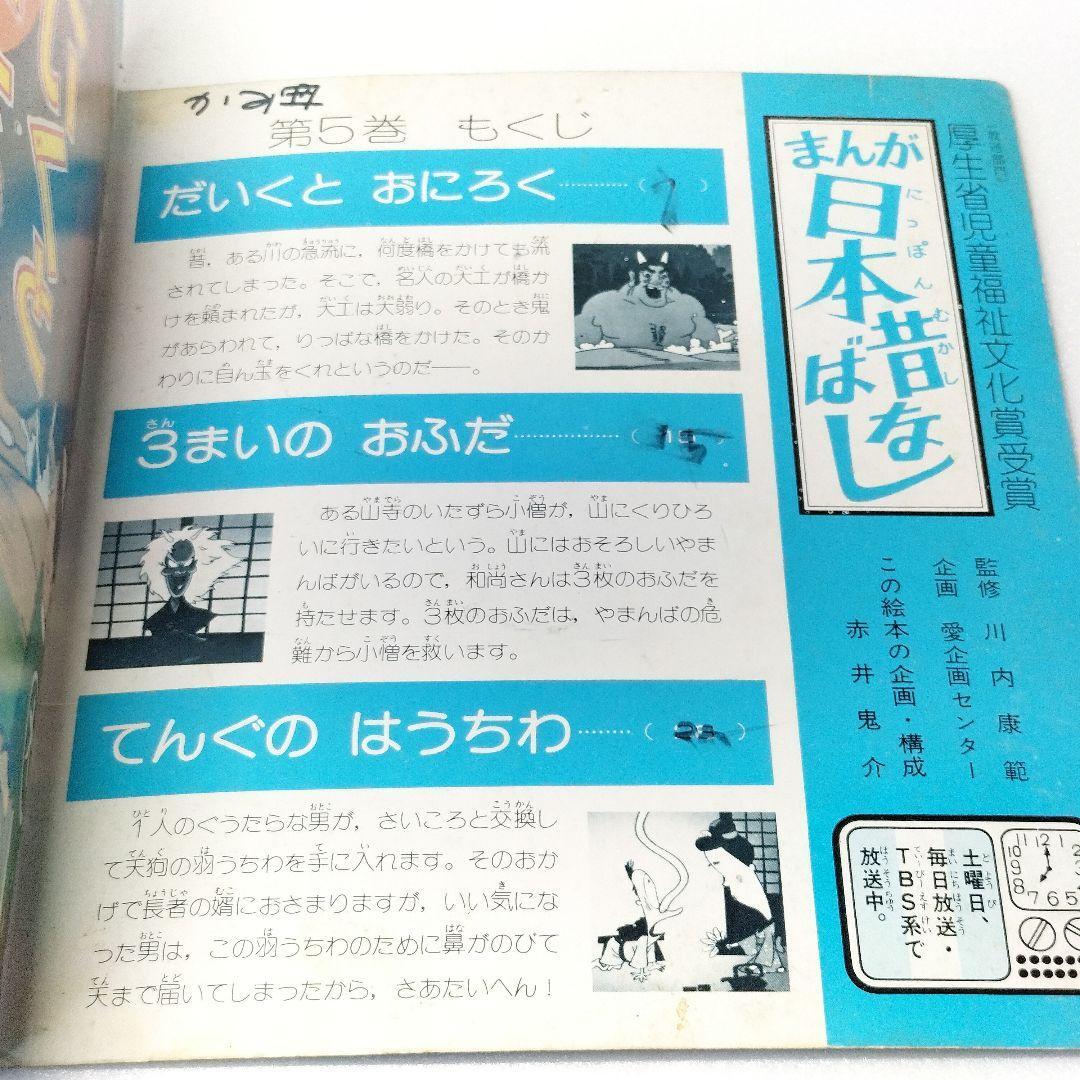 第5巻 もくじ
だいくと おにろく………(7)
昔，ある川の急流に，何度橋をかけても流
されてしまった。そこで，名人の大工が橋か
けを頼まれたが，大工は大弱り。そのとき鬼
があらわれて，りっぱな橋をかけた。そのか
わりに目ん玉をくれというのだ――。
3まいの おふだ…………(15)
ある山寺のいたずら小僧が，山にくりひろ
いに行きたいという。山にはおそろしいやま
んばがいるので，和尚さんは3枚のおふだを
持たせます。3枚のおふだは，やまんばの危
難から小僧を救います。
てんぐの はうちわ……(23)
1人のぐうたらな男が，さいころと交換し
て天狗の羽うちわを手に入れます。そのおか
げで長者の婿におさまりますが，いい気にな
った男は，この羽うちわのために鼻がのびて
天まで届いてしまったから，さあたいへん！
厚生省児童福祉文化賞受賞
まんが
日本
昔ばなし
にっぽん
むかし
監修 川内康範
企画 愛企画センター
この絵本の企画・構成
赤井鬼介
土曜日、
毎日放送・
TBS系で
放送中。
11 12 1
10
9
8
7 6 5